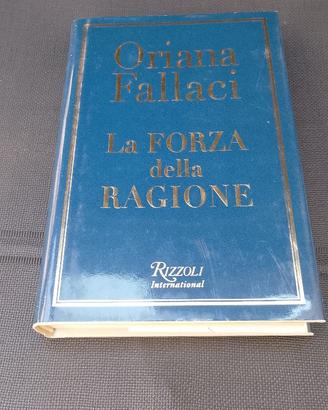 Oriana
Fallaci
La FORZA
della
RAGIONE
RIZZOLI
International